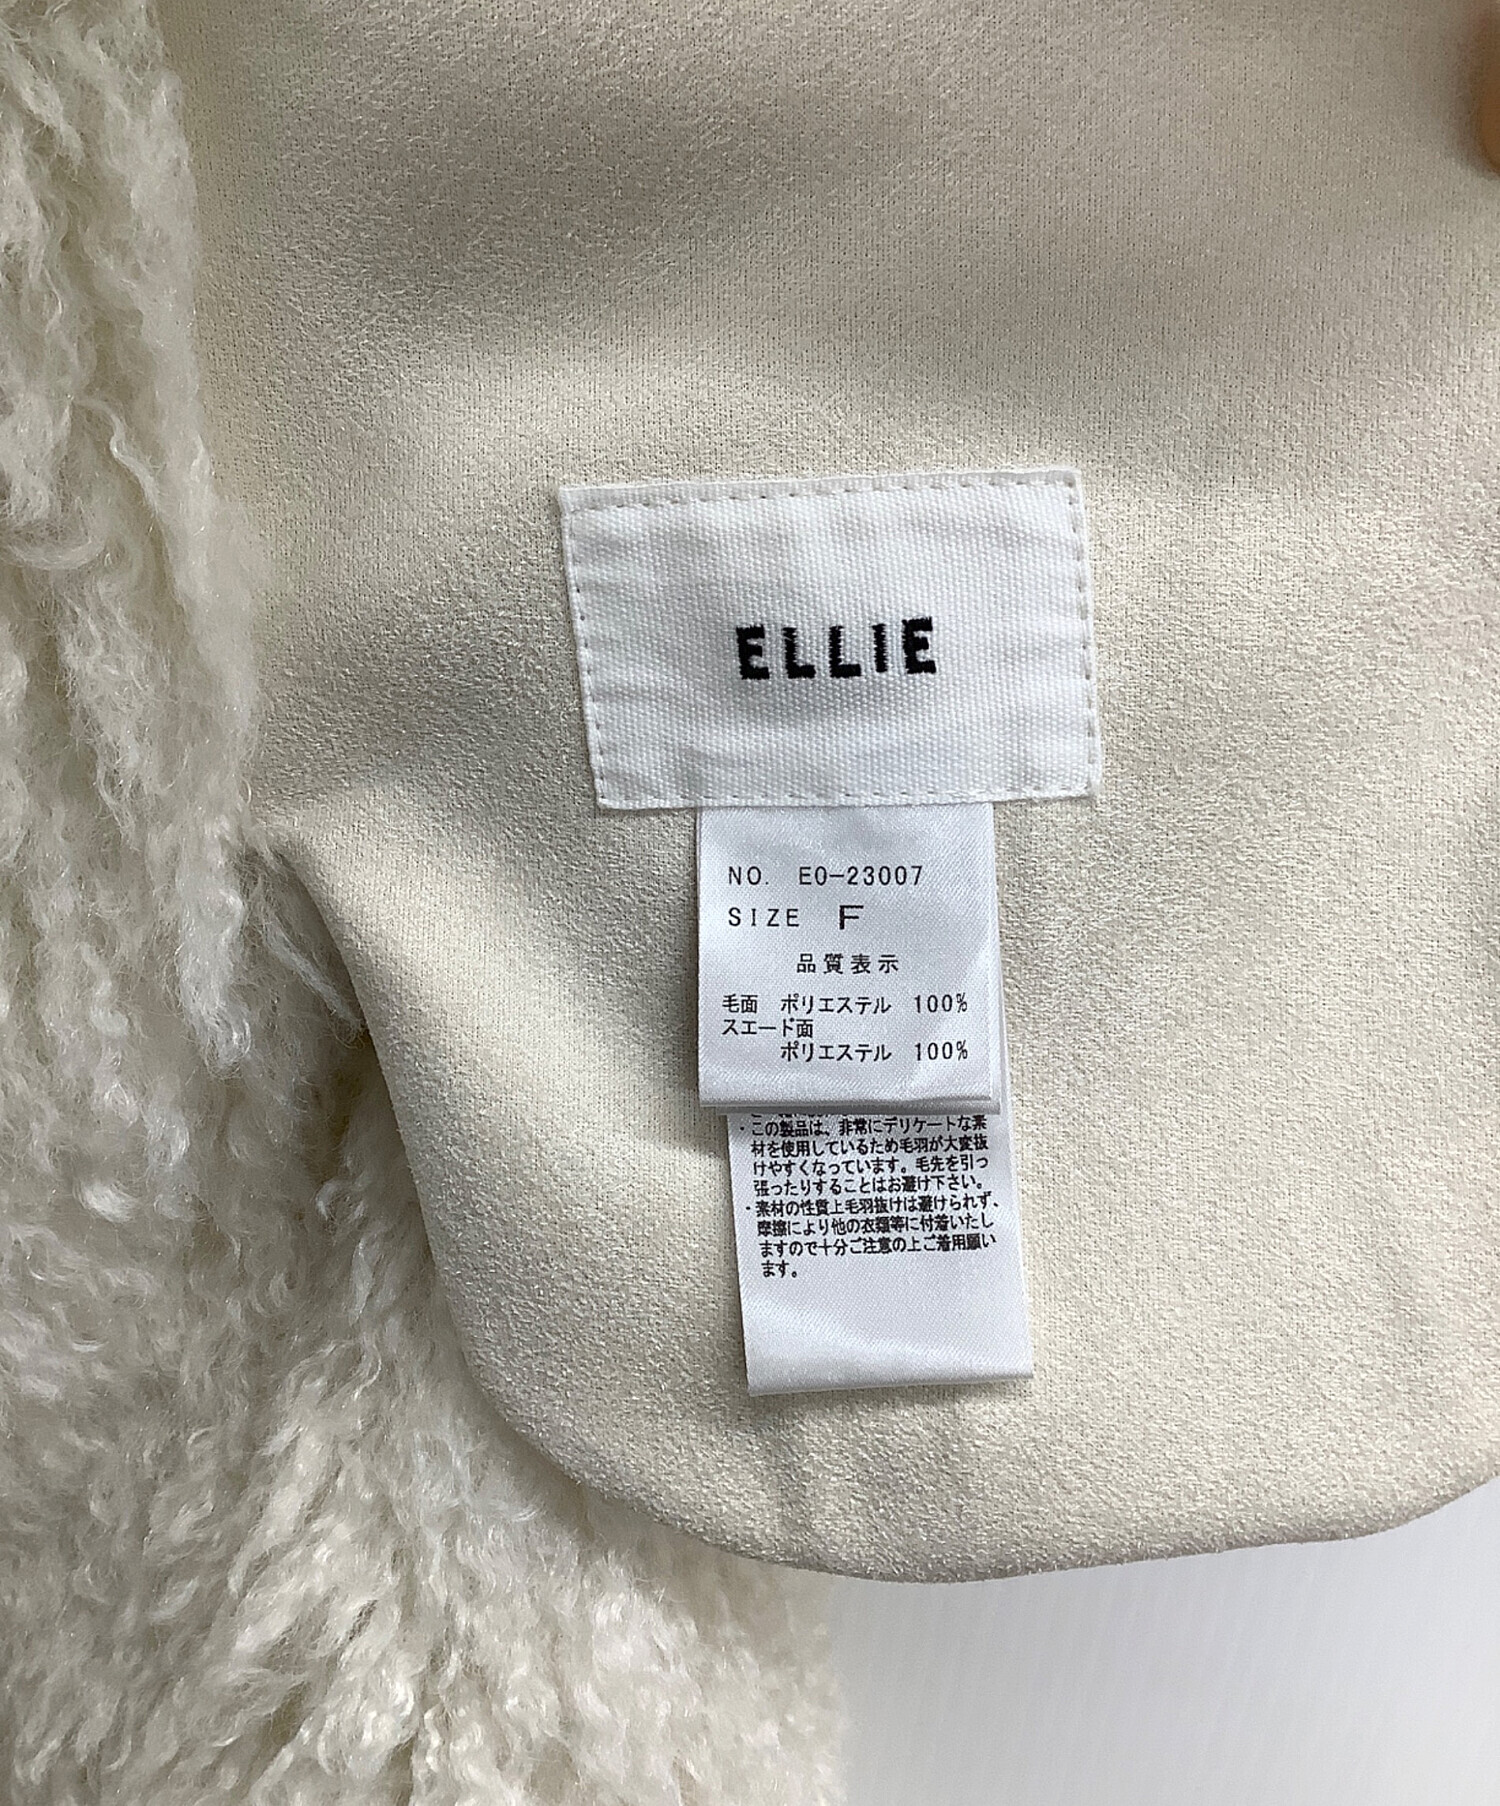 ELLIE
NO. EO-23007
SIZE F
品質表示
毛面 ポリエステル 100%
スエード面
ポリエステル 100%
・この製品は、非常にデリケートな素
材を使用しているため毛羽が大変抜
けやすくなっています。毛先を引っ
張ったりすることはお避け下さい。
・素材の性質上毛羽抜けは避けられず、
摩擦により他の衣類等に付着いたし
ますので十分ご注意の上ご着用願い
ます。